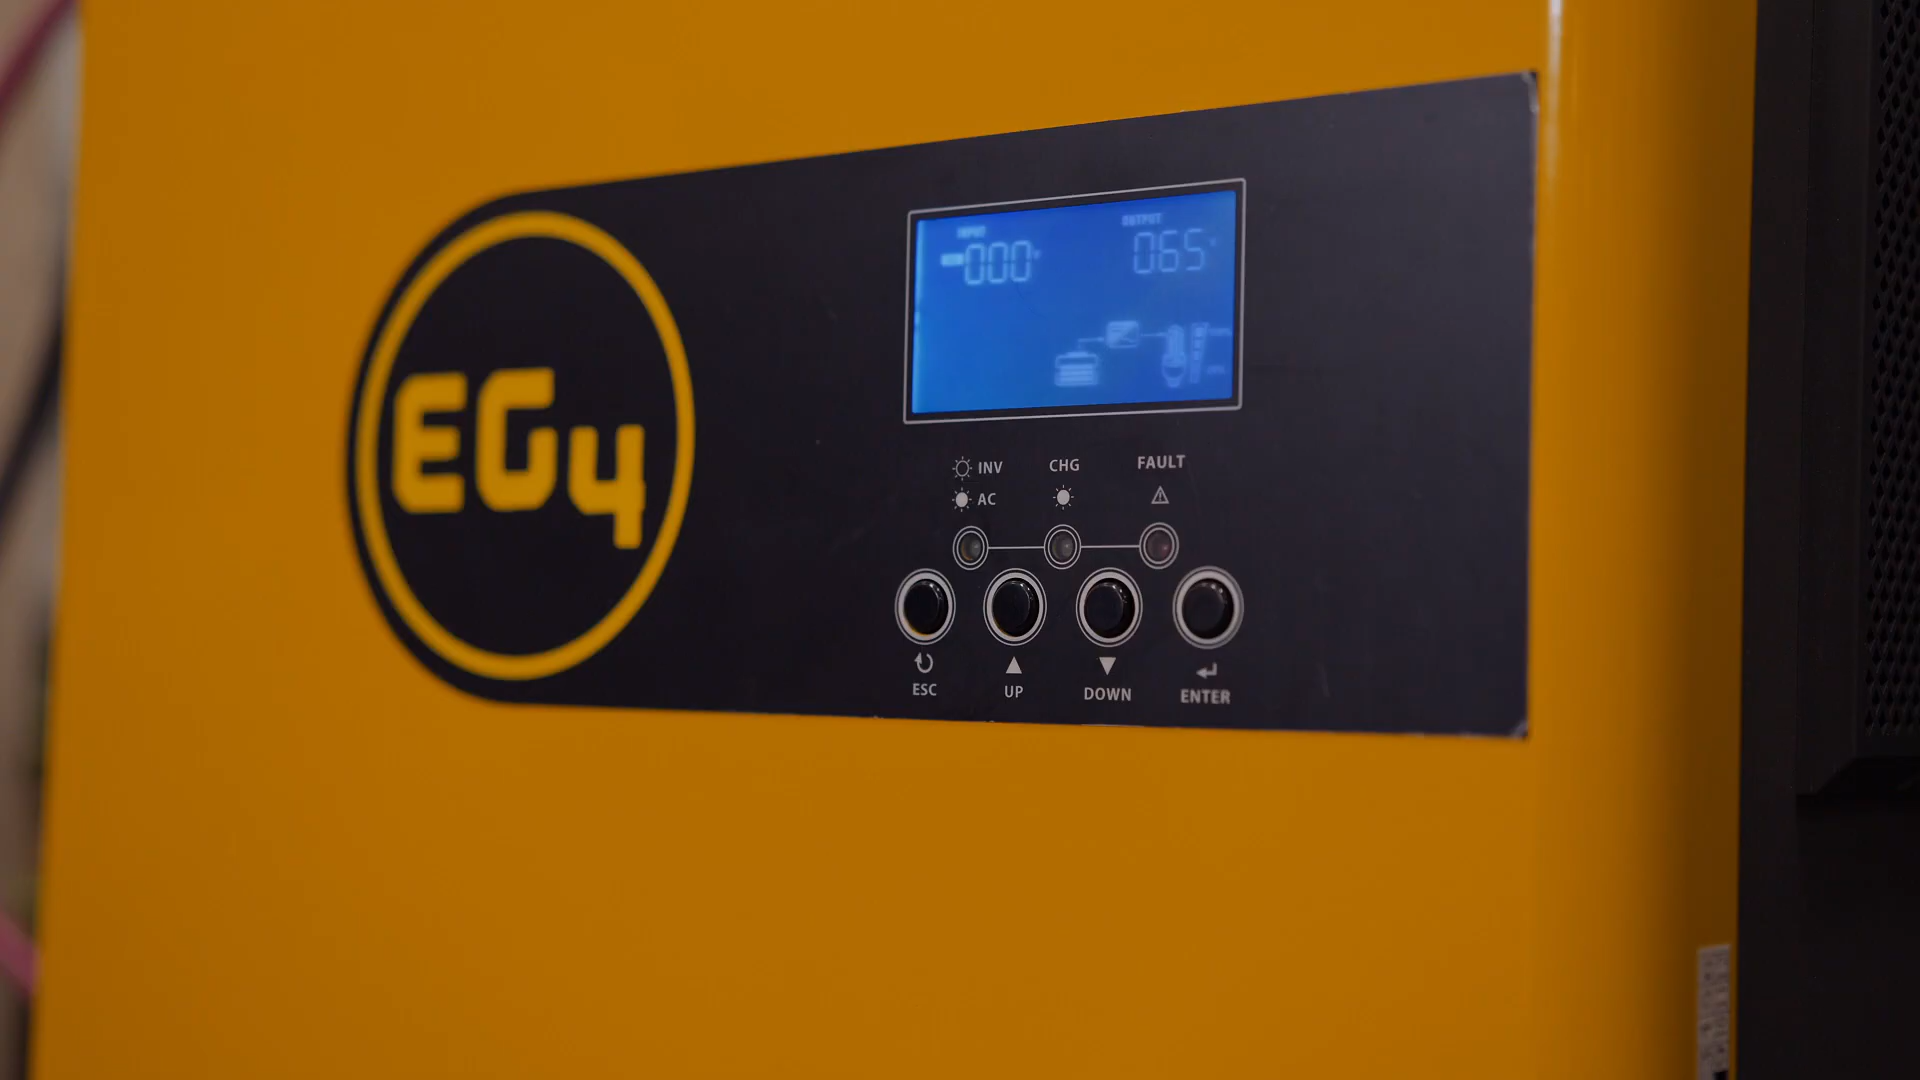 EG4
INPUT
OUTPUT
000
065
INV
CHG
FAULT
AC
ESC
UP
DOWN
ENTER